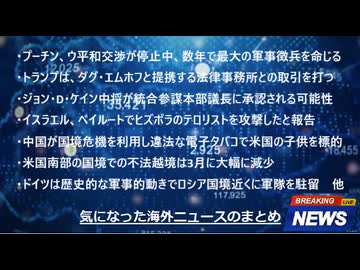 ・プーチン、ウ平和交渉が停止中、数年で最大の軍事徴兵を命じる
・トランプは、ダグ・エムホフと提携する法律事務所との取引を打つ
・ジョン・D・ケイン中将が統合参謀本部議長に承認される可能性
・イスラエル、ベイルートでヒズボラのテロリストを攻撃したと報告
・中国が国境危機を利用し違法な電子タバコで米国の子供を標的
・米国南部の国境での不法越境は3月に大幅に減少
・ドイツは歴史的な軍事的動きでロシア国境近くに軍隊を駐留 他
気になった海外ニュースのまとめ
BREAKING LIVE
NEWS